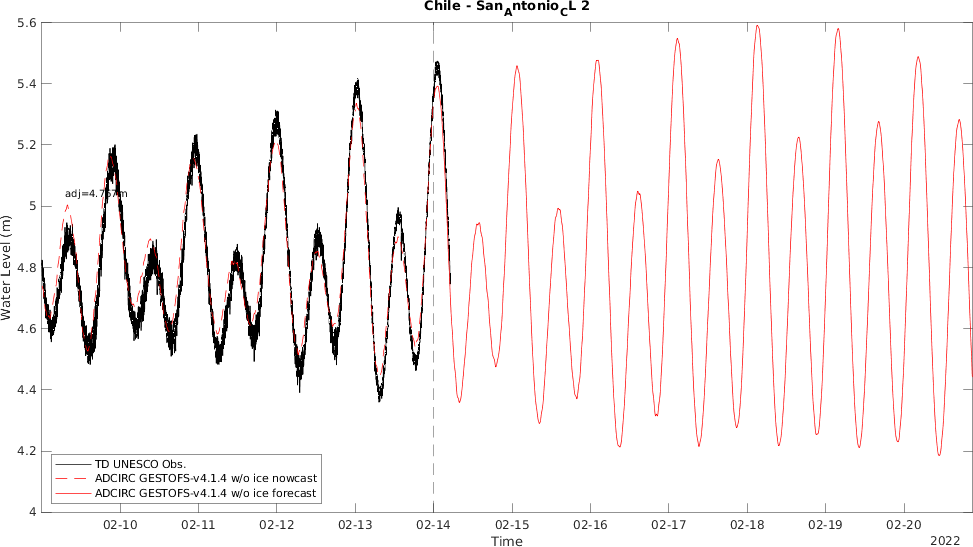 Chile - SanAntonioCL 2
5.6
5.4
5.2
5
4.8
4.6
4.4
4.2
4
Water Level (m)
adj=4.767m
TD UNESCO Obs.
ADCIRC GESTOFS-v4.1.4 w/o ice nowcast
ADCIRC GESTOFS-v4.1.4 w/o ice forecast
02-10 02-11 02-12 02-13 02-14 02-15 02-16 02-17 02-18 02-19 02-20
Time
2022